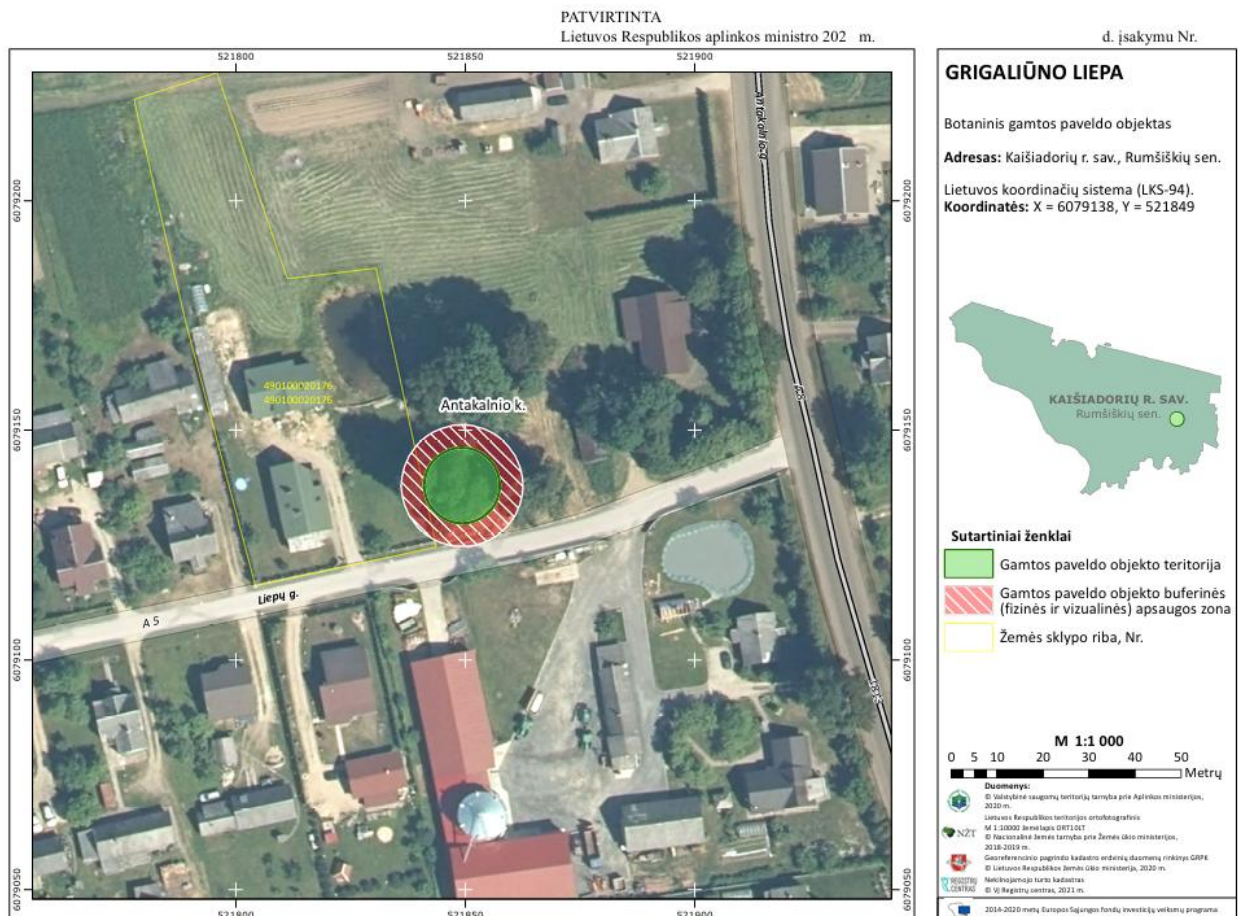 PATVIRTINTA
Lietuvos Respublikos aplinkos ministro 202 m. d. įsakymu Nr.
521800 521850 521900
6079200
6079150
6079100
6079050
Antakalnio g.
490100020176
490100020176
Antakalnio k.
Liepų g.
A 5
521800 521850 521900
6079200
6079150
6079100
6079050
GRIGALIŪNO LIEPA
Botaninis gamtos paveldo objektas
Adresas: Kaišiadorių r. sav., Rumšiškių sen.
Lietuvos koordinačių sistema (LKS-94).
Koordinatės: X = 6079138, Y = 521849
KAIŠIADORIŲ R. SAV.
Rumšiškių sen.
Sutartiniai ženklai
Gamtos paveldo objekto teritorija
Gamtos paveldo objekto buferinės
(fizinės ir vizualinės) apsaugos zona
Žemės sklypo riba, Nr.
M 1:1 000
0 5 10 20 30 40 50
Metrų
Duomenys:
© Valstybinė saugomų teritorijų tarnyba prie Aplinkos ministerijos,
2020 m.
Lietuvos Respublikos teritorijos ortofotografinis
M 1:10000 žemėlapis ORT10LT
NŽT
© Nacionalinė žemės tarnyba prie Žemės ūkio ministerijos,
2018-2019 m.
Georeferencinio pagrindo kadastro erdvinių duomenų rinkinys GRPK
© Lietuvos Respublikos žemės ūkio ministerija, 2020 m.
REGISTRŲ
CENTRAS
Nekilnojamojo turto kadastras
© VĮ Registrų centras, 2021 m.
2014-2020 metų Europos Sąjungos fondų investicijų veiksmų programa